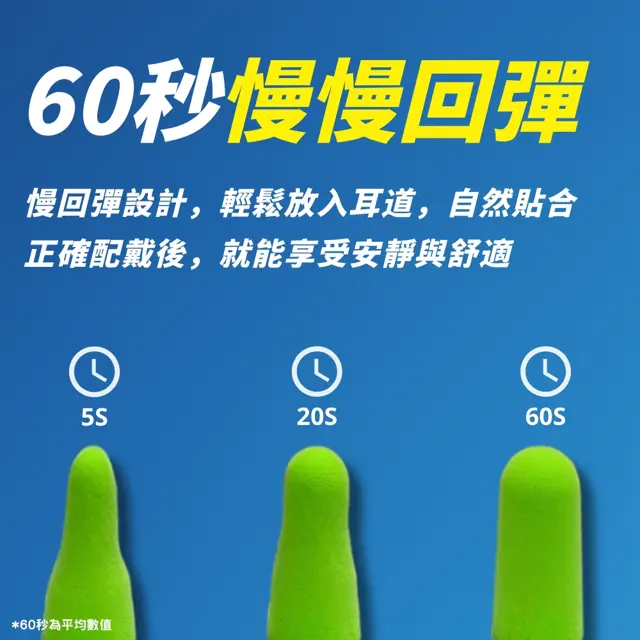 60秒慢慢回彈
慢回彈設計，輕鬆放入耳道，自然貼合
正確配戴後，就能享受安靜與舒適
5S
20S
60S
*60秒為平均數值